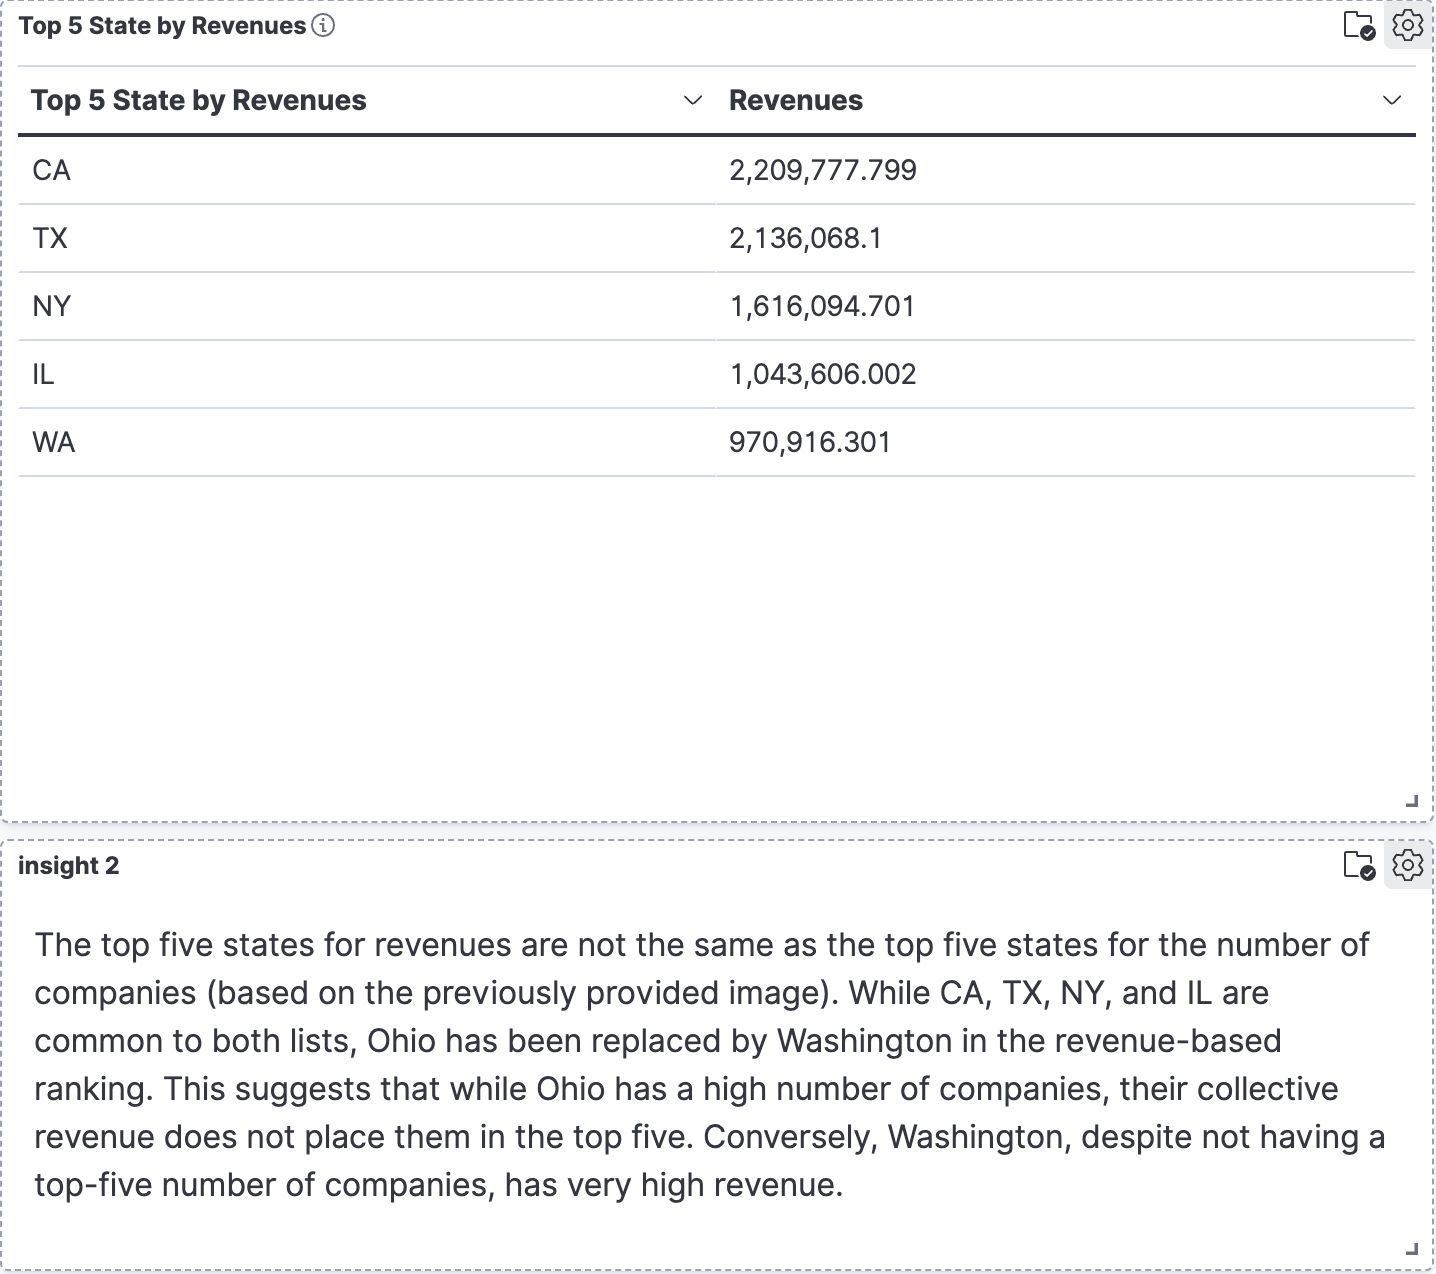 Top 5 State by Revenues
Top 5 State by Revenues Revenues
CA 2,209,777.799
TX 2,136,068.1
NY 1,616,094.701
IL 1,043,606.002
WA 970,916.301
insight 2
The top five states for revenues are not the same as the top five states for the number of
companies (based on the previously provided image). While CA, TX, NY, and IL are
common to both lists, Ohio has been replaced by Washington in the revenue-based
ranking. This suggests that while Ohio has a high number of companies, their collective
revenue does not place them in the top five. Conversely, Washington, despite not having a
top-five number of companies, has very high revenue.